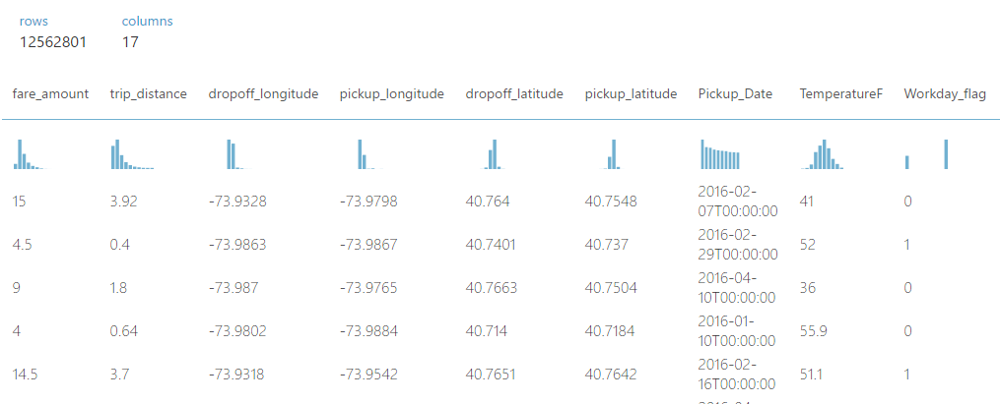 rows columns
12562801 17
fare_amount trip_distance dropoff_longitude pickup_longitude dropoff_latitude pickup_latitude Pickup_Date TemperatureF Workday_flag
2016-02-
15 3.92 -73.9328 -73.9798 40.764 40.7548 07T00:00:00 41 0
2016-02-
4.5 0.4 -73.9863 -73.9867 40.7401 40.737 29T00:00:00 52 1
2016-04-
9 1.8 -73.987 -73.9765 40.7663 40.7504 10T00:00:00 36 0
2016-01-
4 0.64 -73.9802 -73.9884 40.714 40.7184 10T00:00:00 55.9 0
2016-02-
14.5 3.7 -73.9318 -73.9542 40.7651 40.7642 16T00:00:00 51.1 1